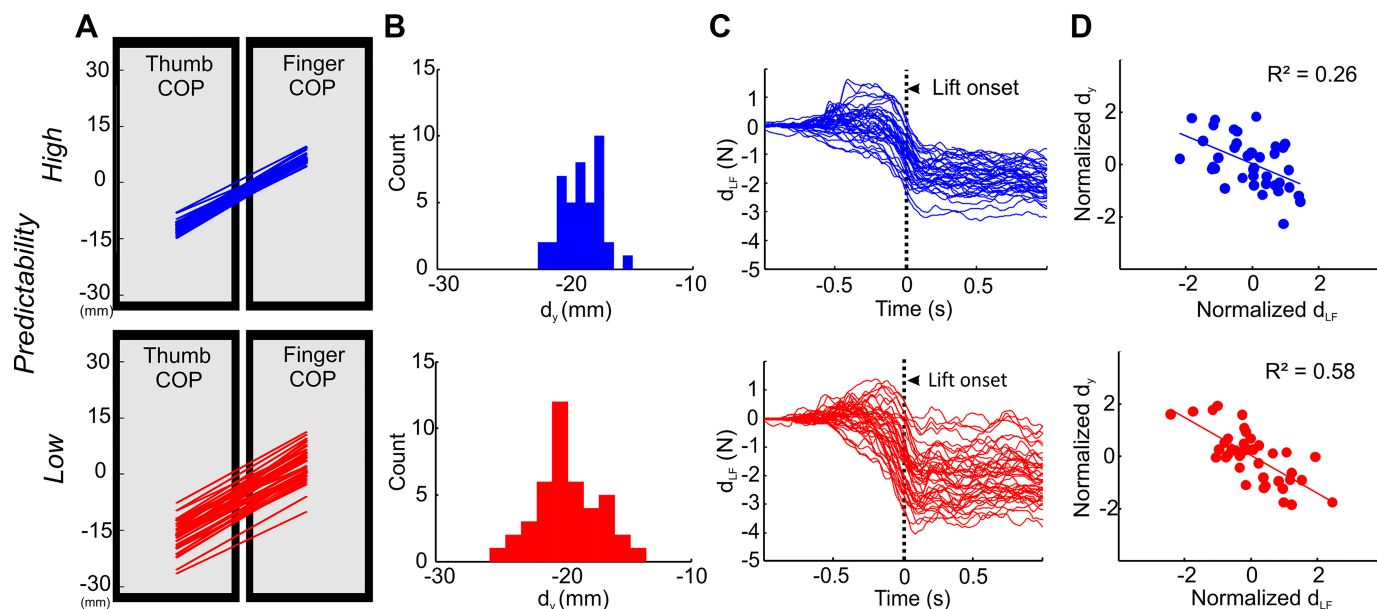 A
B
C
D
Predictability
High
Thumb
COP
Finger
COP
30
15
0
-15
-30
(mm)
Count
15
10
5
0
-30
-20
-10
dy (mm)
dLF (N)
1
0
-1
-2
-3
-4
-5
Lift onset
-0.5
0
0.5
Time (s)
R² = 0.26
Normalized dy
2
0
-2
-2
0
2
Normalized dLF
Low
Thumb
COP
Finger
COP
30
15
0
-15
-30
(mm)
Count
15
10
5
0
-30
-20
-10
dy (mm)
dLF (N)
1
0
-1
-2
-3
-4
-5
Lift onset
-0.5
0
0.5
Time (s)
R² = 0.58
Normalized dy
2
0
-2
-2
0
2
Normalized dLF